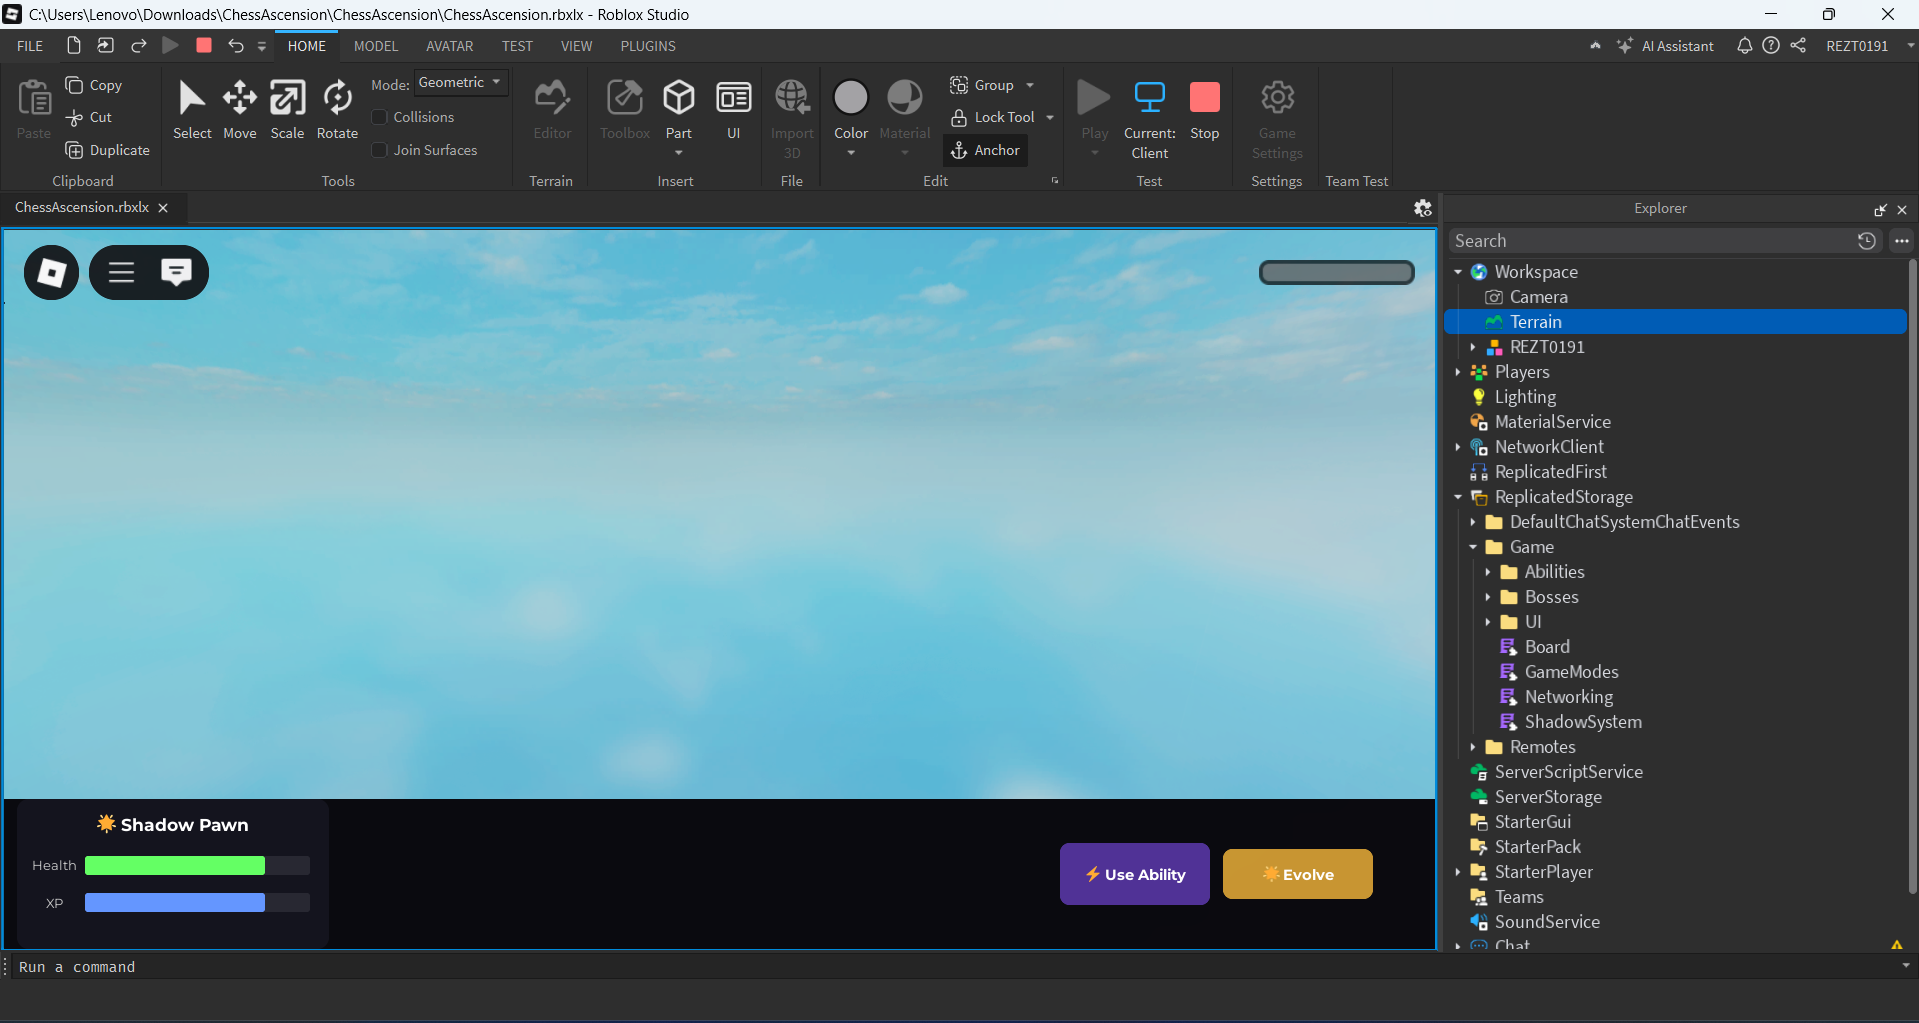 C:\Users\Lenovo\Downloads\ChessAscension\ChessAscension\ChessAscension.rbxlx - Roblox Studio
FILE
HOME
MODEL
AVATAR
TEST
VIEW
PLUGINS
AI Assistant
REZT0191
Paste
Copy
Cut
Duplicate
Clipboard
Select
Move
Scale
Rotate
Mode: Geometric
Collisions
Join Surfaces
Tools
Editor
Terrain
Toolbox
Part
UI
Insert
Import
3D
File
Color
Material
Group
Lock Tool
Anchor
Edit
Play
Current:
Client
Stop
Test
Game
Settings
Settings
Team Test
ChessAscension.rbxlx
Explorer
Search
Workspace
Camera
Terrain
REZT0191
Players
Lighting
MaterialService
NetworkClient
ReplicatedFirst
ReplicatedStorage
DefaultChatSystemChatEvents
Game
Abilities
Bosses
UI
Board
GameModes
Networking
ShadowSystem
Remotes
ServerScriptService
ServerStorage
StarterGui
StarterPack
StarterPlayer
Teams
SoundService
Chat
🌟 Shadow Pawn
Health
XP
⚡ Use Ability
🌟 Evolve
Run a command